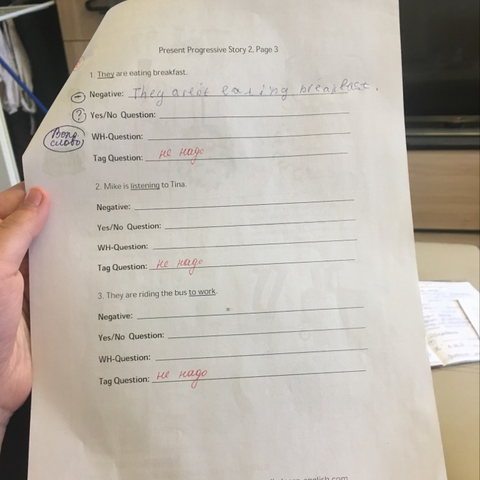 Present Progressive Story 2, Page 3
1. They are eating breakfast.
Negative: They aren't eating breakfast.
? Yes/No Question:
Вопр слово WH-Question:
Tag Question: не надо
2. Mike is listening to Tina
Negative:
Yes/No Question:
WH-Question:
Tag Question: не надо
3. They are riding the bus to work.
Negative:
Yes/No Question:
WH-Question:
Tag Question: не надо
english.com